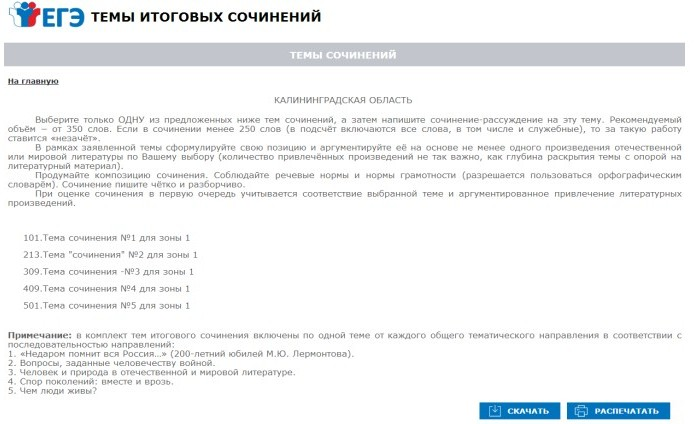 ЕГЭ ТЕМЫ ИТОГОВЫХ СОЧИНЕНИЙ
ТЕМЫ СОЧИНЕНИЙ
На главную
КАЛИНИНГРАДСКАЯ ОБЛАСТЬ
Выберите только ОДНУ из предложенных ниже тем сочинений, а затем напишите сочинение-рассуждение на эту тему. Рекомендуемый
объём − от 350 слов. Если в сочинении менее 250 слов (в подсчёт включаются все слова, в том числе и служебные), то за такую работу
ставится «незачёт».
В рамках заявленной темы сформулируйте свою позицию и аргументируйте её на основе не менее одного произведения отечественной
или мировой литературы по Вашему выбору (количество привлечённых произведений не так важно, как глубина раскрытия темы с опорой на
литературный материал).
Продумайте композицию сочинения. Соблюдайте речевые нормы и нормы грамотности (разрешается пользоваться орфографическим
словарём). Сочинение пишите чётко и разборчиво.
При оценке сочинения в первую очередь учитывается соответствие выбранной теме и аргументированное привлечение литературных
произведений.
101.Тема сочинения №1 для зоны 1
213.Тема "сочинения" №2 для зоны 1
309.Тема сочинения -№3 для зоны 1
409.Тема сочинения №4 для зоны 1
501.Тема сочинения №5 для зоны 1
Примечание: в комплект тем итогового сочинения включены по одной теме от каждого общего тематического направления в соответствии с
последовательностью направлений:
1. «Недаром помнит вся Россия…» (200-летний юбилей М.Ю. Лермонтова).
2. Вопросы, заданные человечеству войной.
3. Человек и природа в отечественной и мировой литературе.
4. Спор поколений: вместе и врозь.
5. Чем люди живы?
СКАЧАТЬ РАСПЕЧАТАТЬ